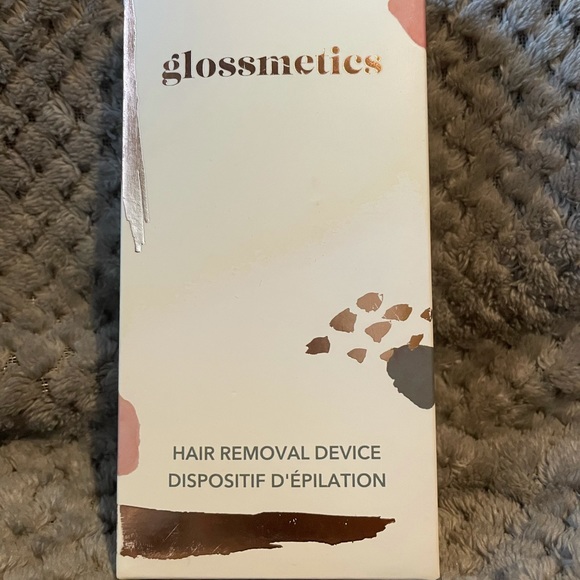 glossmetics
HAIR REMOVAL DEVICE
DISPOSITIF D'ÉPILATION